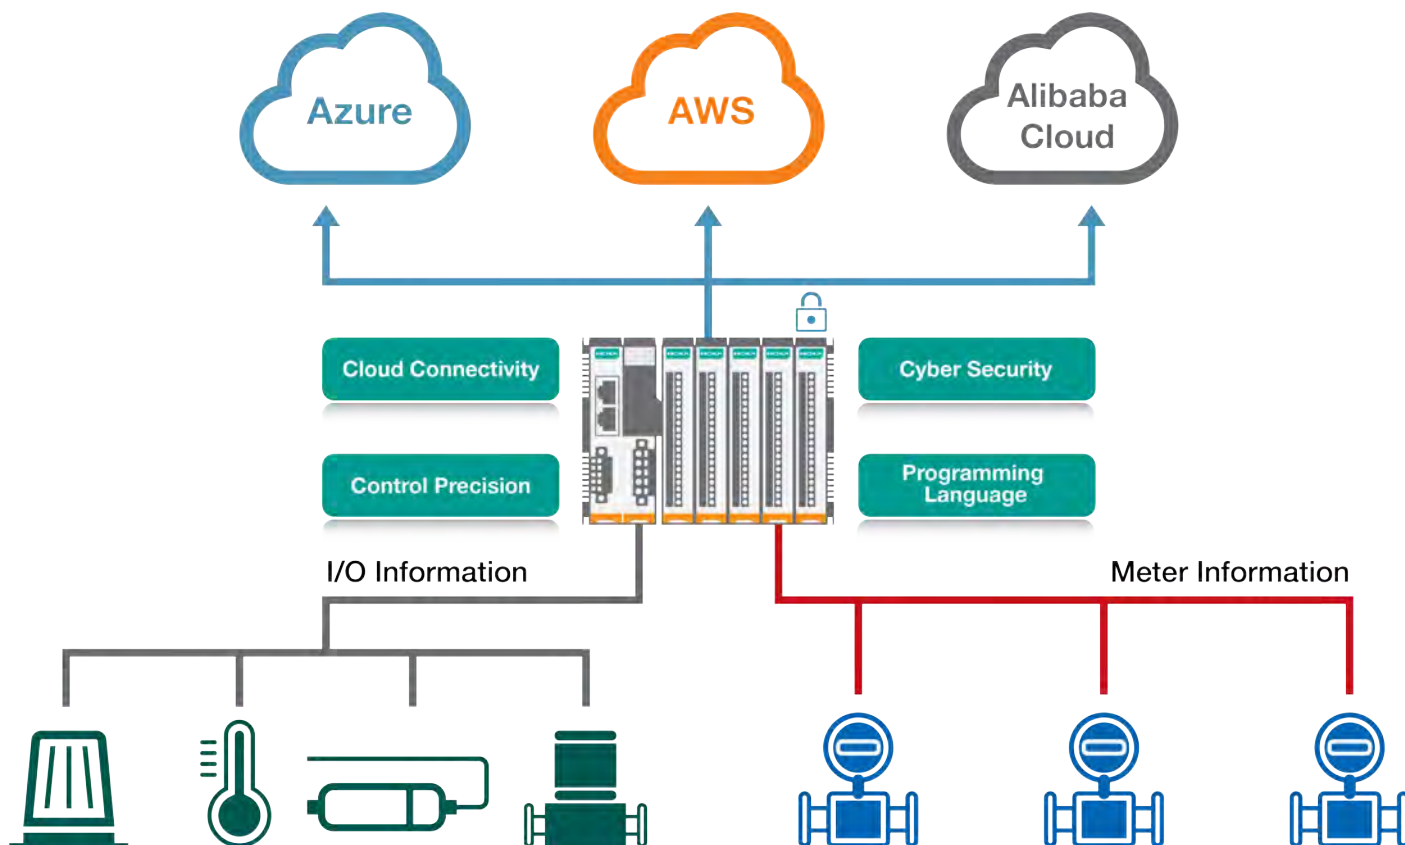 Azure
AWS
Alibaba
Cloud
Cloud Connectivity
Cyber Security
Control Precision
Programming
Language
I/O Information
Meter Information